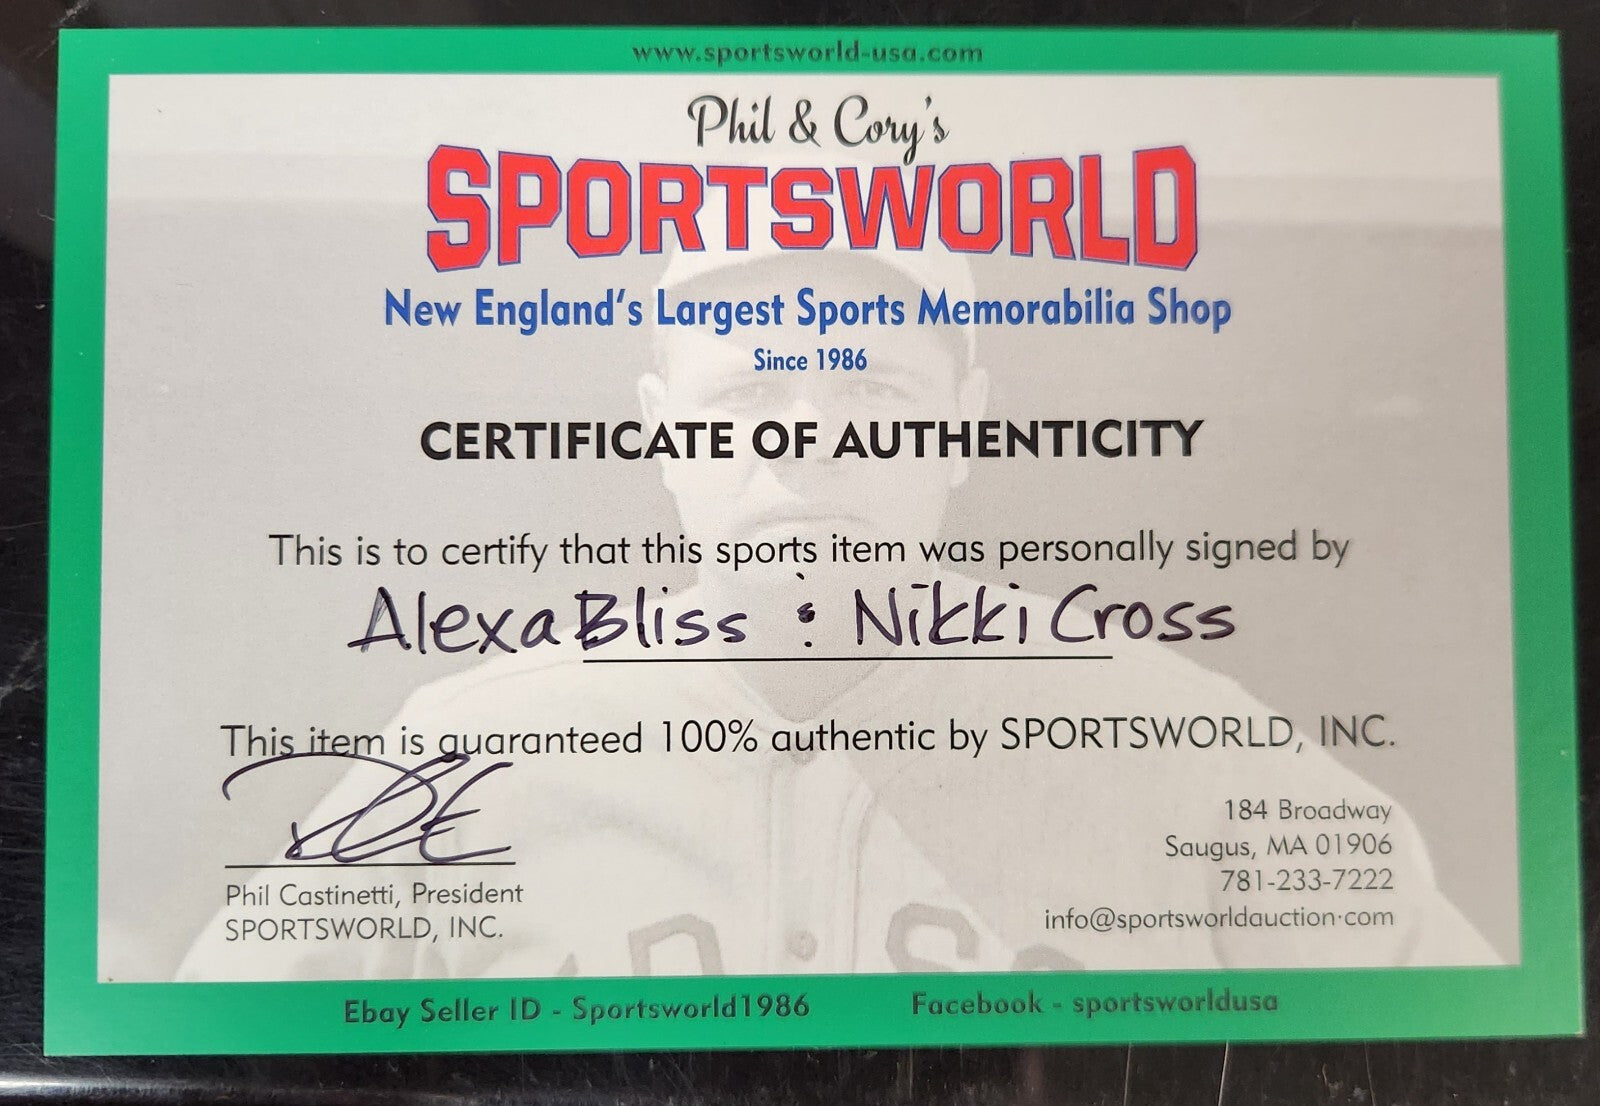 www.sportsworld-usa.com
Phil & Cory's
SPORTSWORLD
New England's Largest Sports Memorabilia Shop
Since 1986
CERTIFICATE OF AUTHENTICITY
This is to certify that this sports item was personally signed by
Alexa Bliss & Nikki Cross
This item is guaranteed 100% authentic by SPORTSWORLD, INC.
Phil Castinetti, President
SPORTSWORLD, INC.
184 Broadway
Saugus, MA 01906
781-233-7222
info@sportsworldauction.com
Ebay Seller ID - Sportsworld1986
Facebook - sportsworldusa